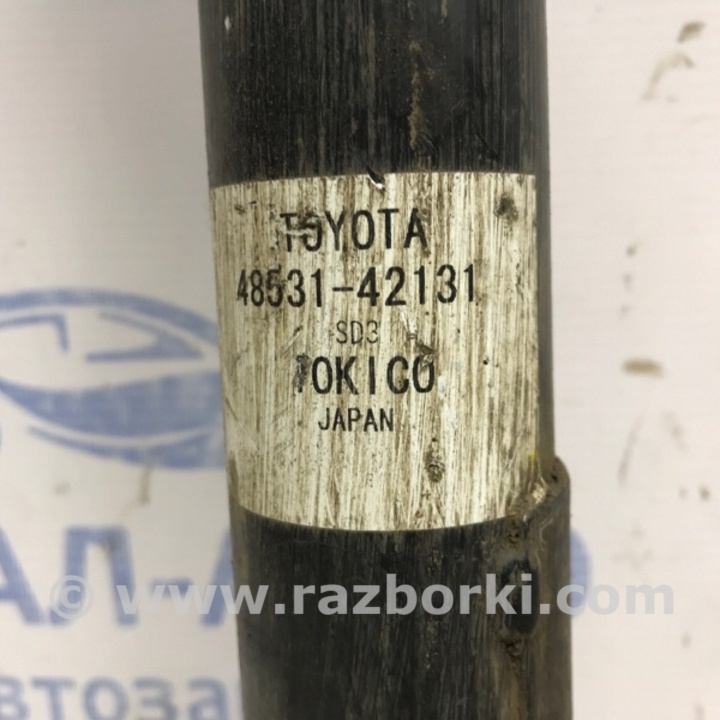 TOYOTA
48531-42131
SD3
TOKICO
JAPAN
© www.razborki.com